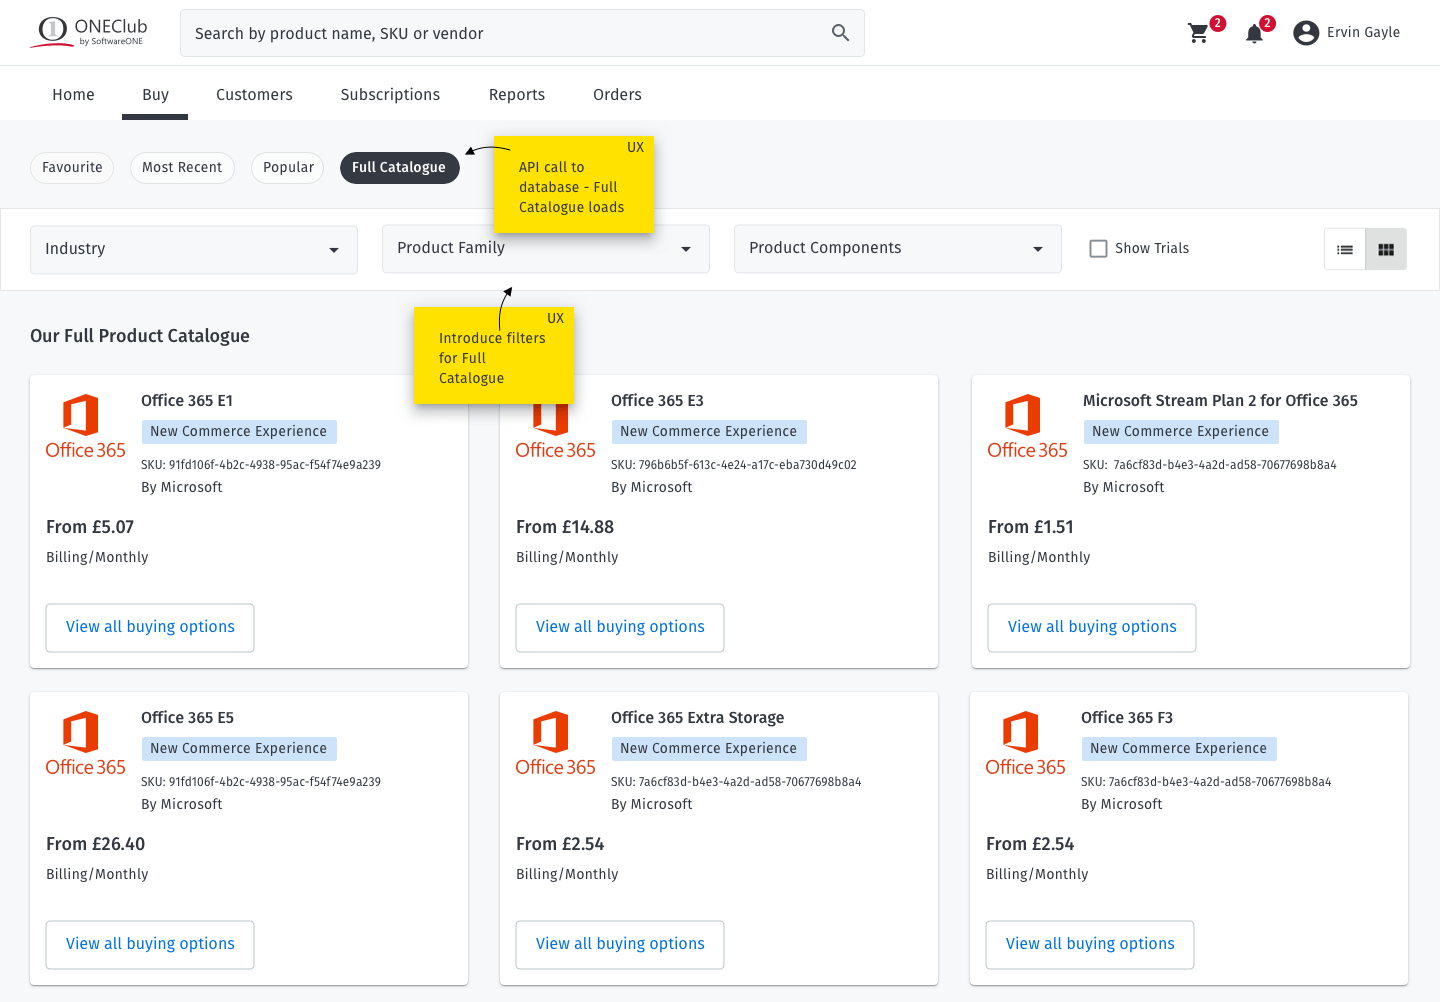 ONEClub
by SoftwareONE
Search by product name, SKU or vendor
2
2
Ervin Gayle
Home
Buy
Customers
Subscriptions
Reports
Orders
Favourite
Most Recent
Popular
Full Catalogue
UX
API call to
database - Full
Catalogue loads
Industry
Product Family
Product Components
Show Trials
UX
Introduce filters
for Full
Catalogue
Our Full Product Catalogue
Office 365
Office 365 E1
New Commerce Experience
SKU: 91fd106f-4b2c-4938-95ac-f54f74e9a239
By Microsoft
From £5.07
Billing/Monthly
View all buying options
Office 365
Office 365 E3
New Commerce Experience
SKU: 796b6b5f-613c-4e24-a17c-eba730d49c02
By Microsoft
From £14.88
Billing/Monthly
View all buying options
Office 365
Microsoft Stream Plan 2 for Office 365
New Commerce Experience
SKU:  7a6cf83d-b4e3-4a2d-ad58-70677698b8a4
By Microsoft
From £1.51
Billing/Monthly
View all buying options
Office 365
Office 365 E5
New Commerce Experience
SKU: 91fd106f-4b2c-4938-95ac-f54f74e9a239
By Microsoft
From £26.40
Billing/Monthly
View all buying options
Office 365
Office 365 Extra Storage
New Commerce Experience
SKU: 7a6cf83d-b4e3-4a2d-ad58-70677698b8a4
By Microsoft
From £2.54
Billing/Monthly
View all buying options
Office 365
Office 365 F3
New Commerce Experience
SKU: 7a6cf83d-b4e3-4a2d-ad58-70677698b8a4
By Microsoft
From £2.54
Billing/Monthly
View all buying options